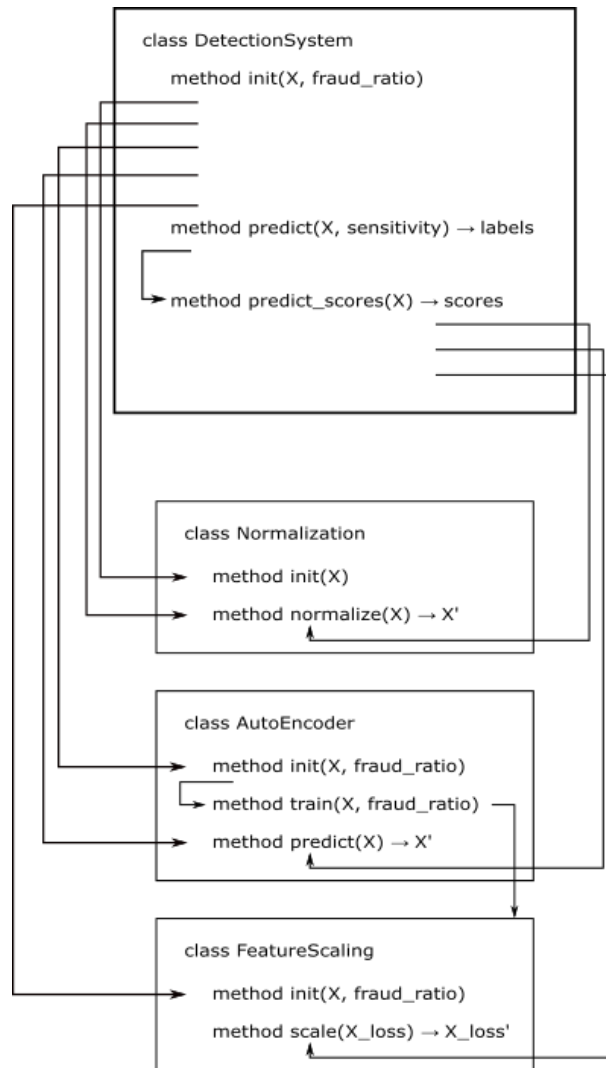 class DetectionSystem
method init(X, fraud_ratio)
method predict(X, sensitivity) → labels
method predict_scores(X) → scores
class Normalization
method init(X)
method normalize(X) → X'
class AutoEncoder
method init(X, fraud_ratio)
method train(X, fraud_ratio)
method predict(X) → X'
class FeatureScaling
method init(X, fraud_ratio)
method scale(X_loss) → X_loss'